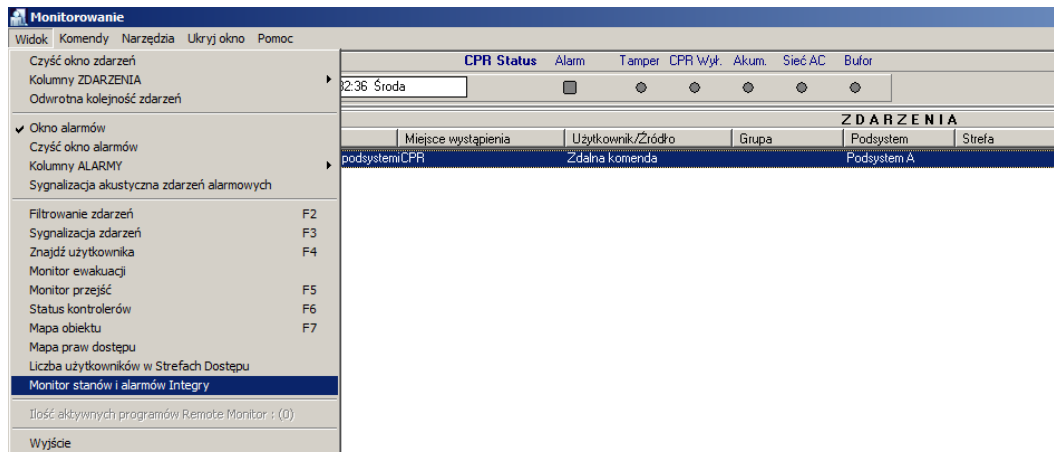 Monitorowanie
Widok Komendy Narzędzia Ukryj okno Pomoc
Czyść okno zdarzeń
Kolumny ZDARZENIA
Odwrotna kolejność zdarzeń
Okno alarmów
Czyść okno alarmów
Kolumny ALARMY
Sygnalizacja akustyczna zdarzeń alarmowych
Filtrowanie zdarzeń F2
Sygnalizacja zdarzeń F3
Znajdź użytkownika F4
Monitor ewakuacji
Monitor przejść F5
Status kontrolerów F6
Mapa obiektu F7
Mapa praw dostępu
Liczba użytkowników w Strefach Dostępu
Monitor stanów i alarmów Integry
Ilość aktywnych programów Remote Monitor : (0)
Wyjście
CPR Status Alarm Tamper CPR Wył. Akum. Sieć AC Bufor
32:36 Środa
ZDARZENIA
Miejsce wystąpienia Użytkownik/Źródło Grupa Podsystem Strefa
podsystemi CPR Zdalna komenda Podsystem A